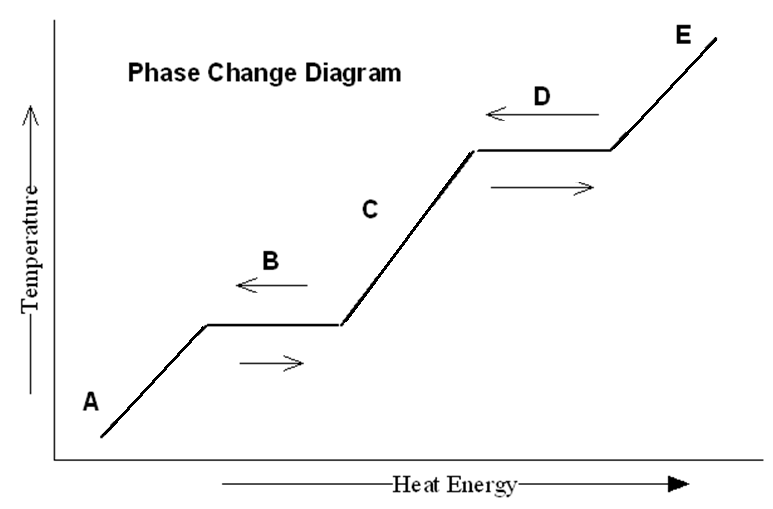 Phase Change Diagram
E
D
C
B
A
Temperature
Heat Energy